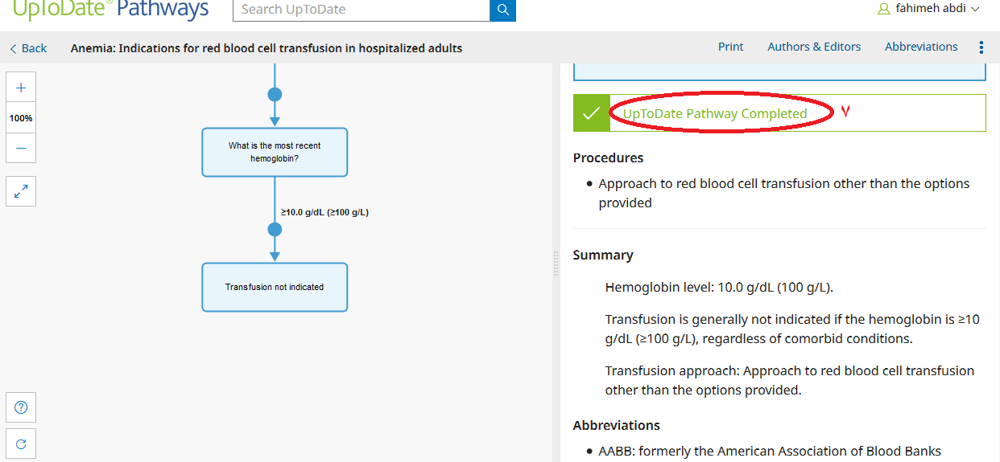 UpToDate® Pathways
Search UpToDate
fahimeh abdi
Back
Anemia: Indications for red blood cell transfusion in hospitalized adults
Print
Authors & Editors
Abbreviations
+
100%
−
What is the most recent
hemoglobin?
≥10.0 g/dL (≥100 g/L)
Transfusion not indicated
?
UpToDate Pathway Completed
۷
Procedures
• Approach to red blood cell transfusion other than the options
provided
Summary
Hemoglobin level: 10.0 g/dL (100 g/L).
Transfusion is generally not indicated if the hemoglobin is ≥10
g/dL (≥100 g/L), regardless of comorbid conditions.
Transfusion approach: Approach to red blood cell transfusion
other than the options provided.
Abbreviations
• AABB: formerly the American Association of Blood Banks